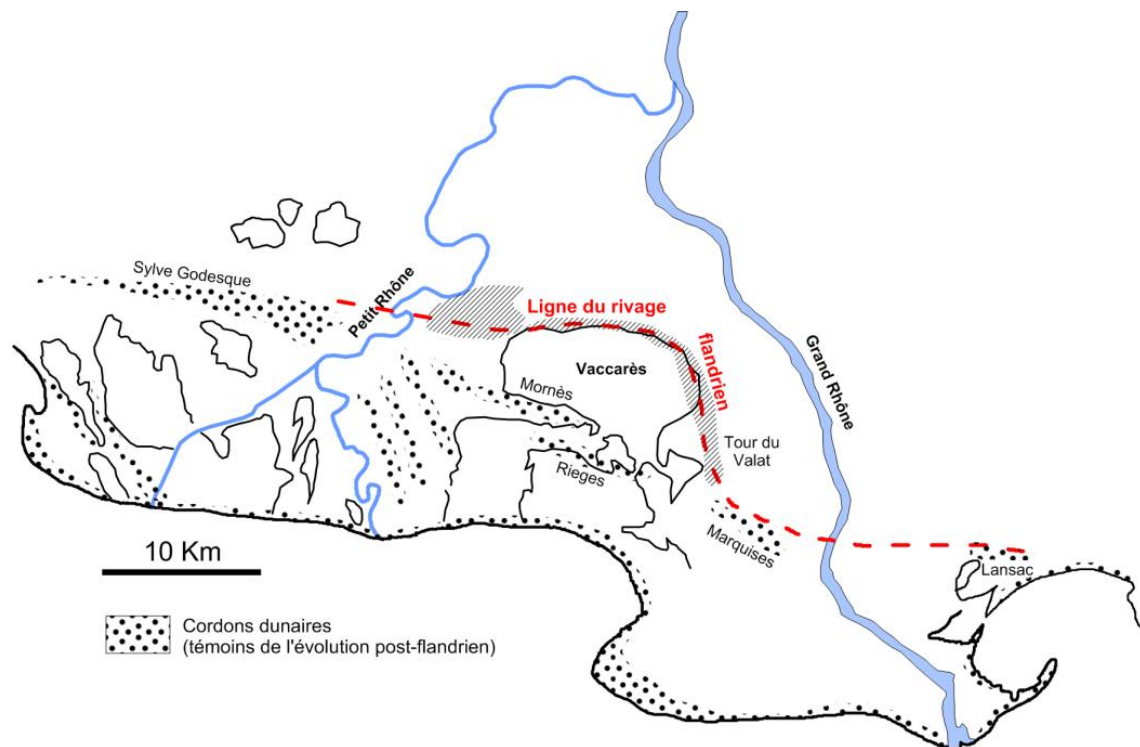 Sylve Godesque
Petit Rhône
Ligne du rivage
flandrien
Vaccarès
Grand Rhône
Mornès
Tour du
Valat
Rieges
Marquises
Lansac
10 Km
Cordons dunaires
(témoins de l'évolution post-flandrien)